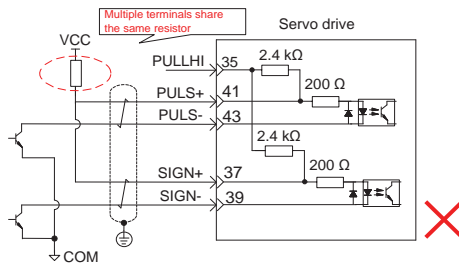 Multiple terminals share
the same resistor
Servo drive
VCC
PULLHI
35
2.4 kΩ
PULS+
41
200 Ω
PULS-
43
2.4 kΩ
200 Ω
SIGN+
37
SIGN-
39
COM